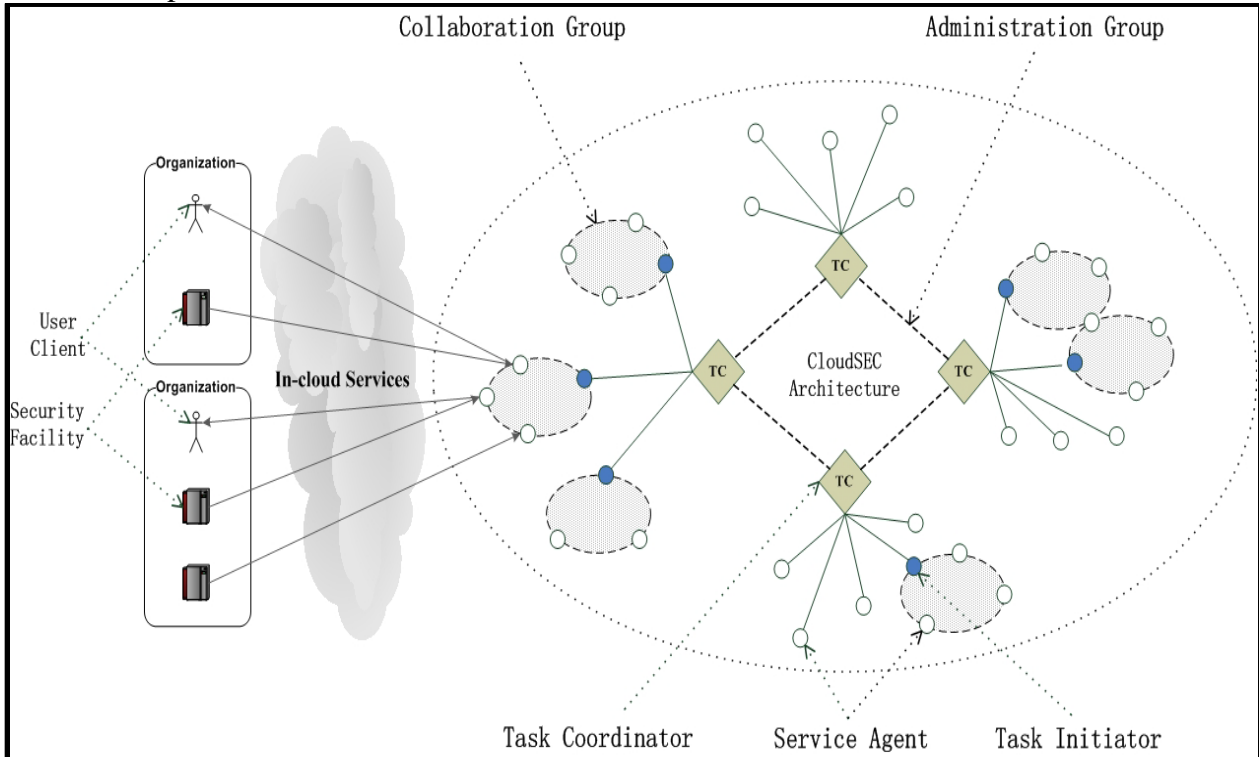 Collaboration Group
Administration Group
Organization
User
Client
Security
Facility
Organization
In-cloud Services
TC
TC
TC
TC
CloudSEC
Architecture
Task Coordinator
Service Agent
Task Initiator